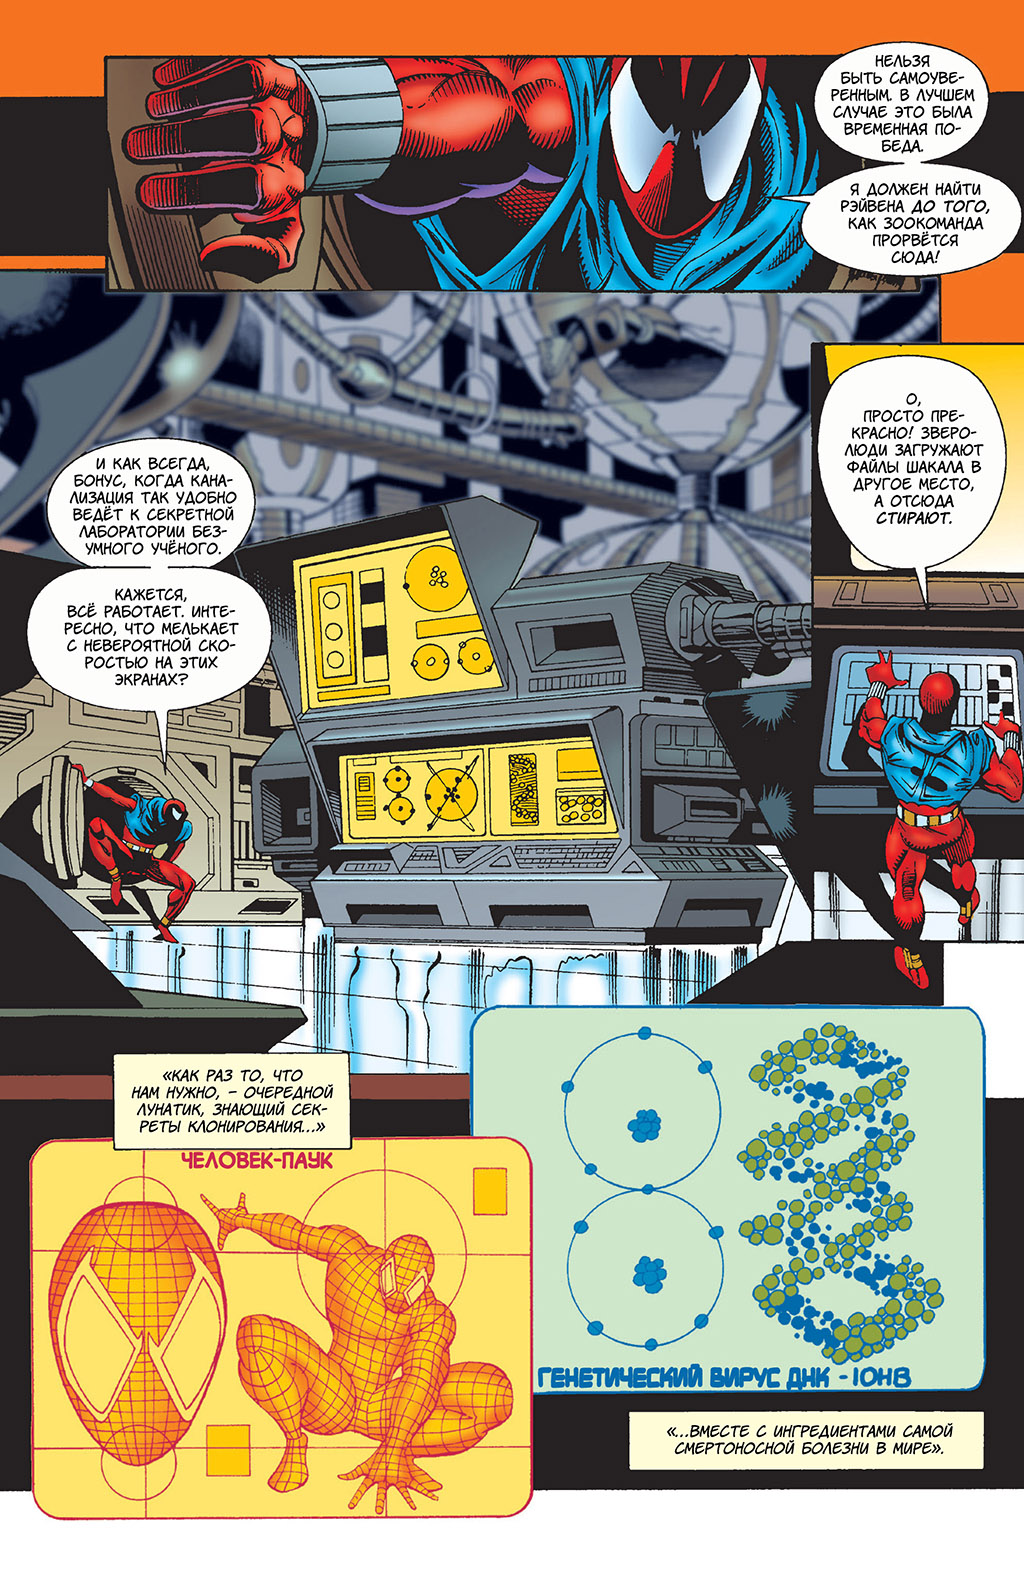 НЕЛЬЗЯ
БЫТЬ САМОУВЕ-
РЕННЫМ. В ЛУЧШЕМ
СЛУЧАЕ ЭТО БЫЛА
ВРЕМЕННАЯ ПО-
БЕДА.
Я ДОЛЖЕН НАЙТИ
РЭЙВЕНА ДО ТОГО,
КАК ЗООКОМАНДА
ПРОРВЁТСЯ
СЮДА!
И КАК ВСЕГДА,
БОНУС, КОГДА КАНА-
ЛИЗАЦИЯ ТАК УДОБНО
ВЕДЁТ К СЕКРЕТНОЙ
ЛАБОРАТОРИИ БЕЗ-
УМНОГО УЧЁНОГО.
КАЖЕТСЯ,
ВСЁ РАБОТАЕТ. ИНТЕ-
РЕСНО, ЧТО МЕЛЬКАЕТ
С НЕВЕРОЯТНОЙ СКО-
РОСТЬЮ НА ЭТИХ
ЭКРАНАХ?
О,
ПРОСТО ПРЕ-
КРАСНО! ЗВЕРО-
ЛЮДИ ЗАГРУЖАЮТ
ФАЙЛЫ ШАКАЛА В
ДРУГОЕ МЕСТО,
А ОТСЮДА
СТИРАЮТ.
«КАК РАЗ ТО, ЧТО
НАМ НУЖНО, – ОЧЕРЕДНОЙ
ЛУНАТИК, ЗНАЮЩИЙ СЕК-
РЕТЫ КЛОНИРОВАНИЯ...»
ЧЕЛОВЕК-ПАУК
ГЕНЕТИЧЕСКИЙ ВИРУС ДНК - IОНВ
«...ВМЕСТЕ С ИНГРЕДИЕНТАМИ САМОЙ
СМЕРТОНОСНОЙ БОЛЕЗНИ В МИРЕ».